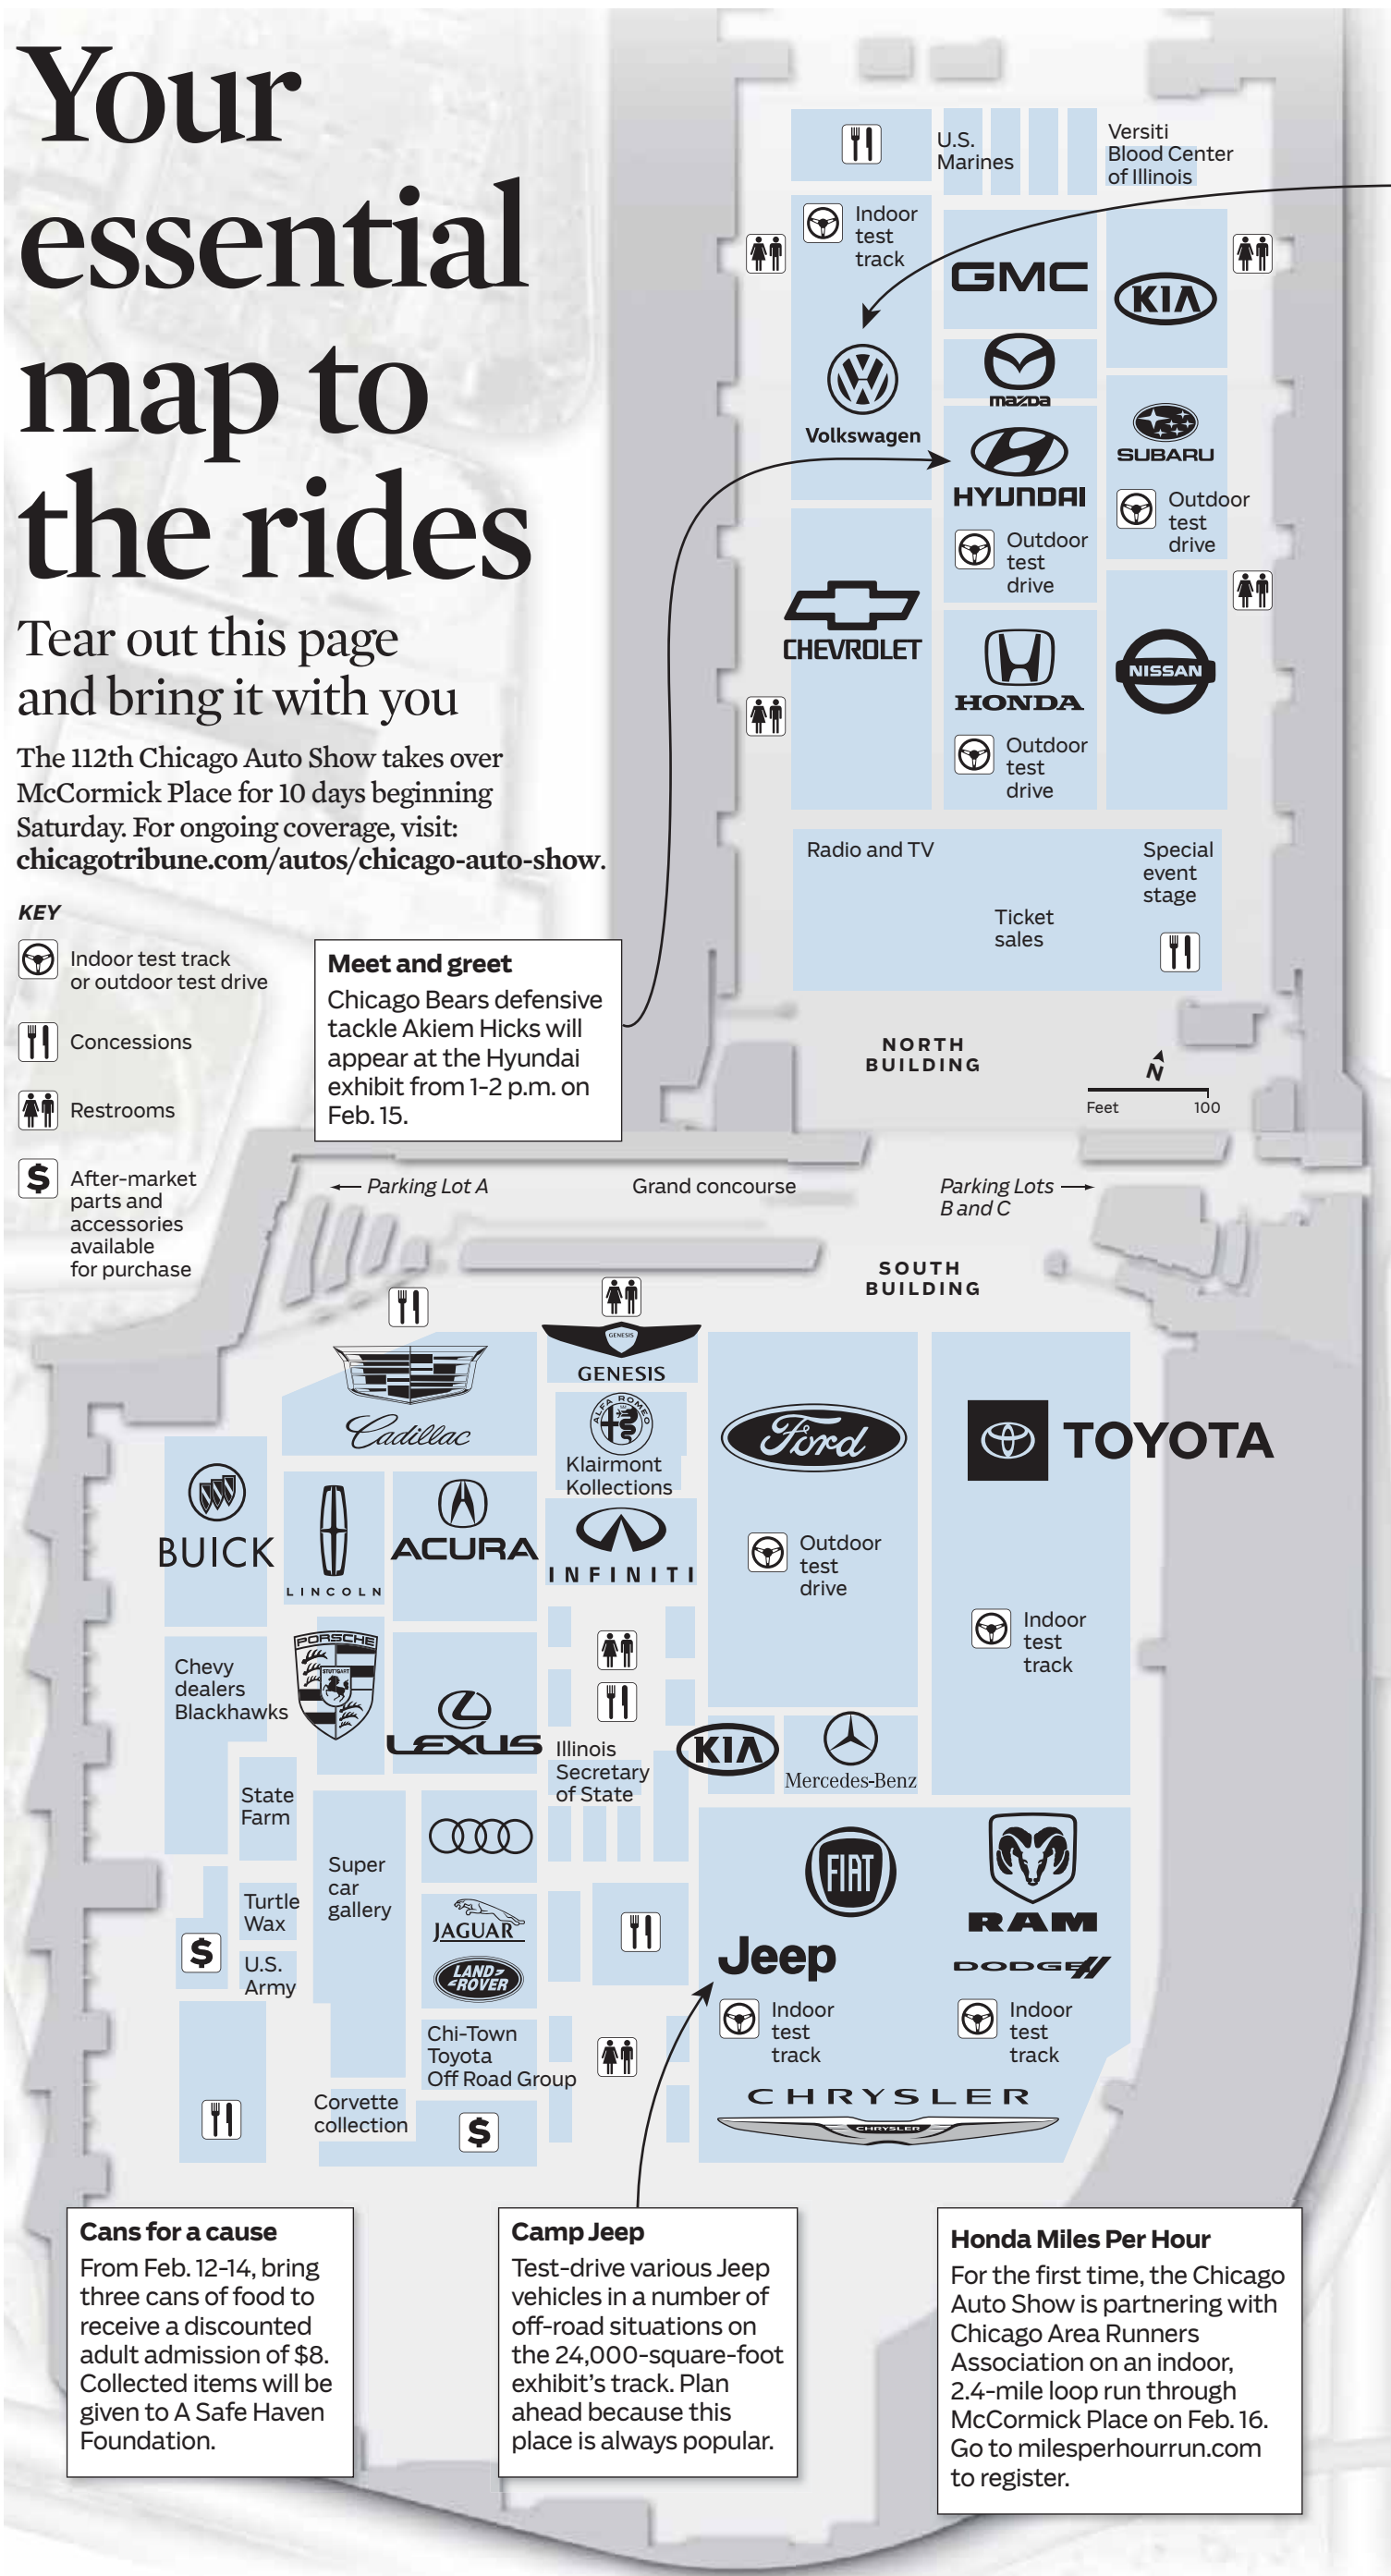 Your
essential
map to
the rides
Tear out this page
and bring it with you
The 112th Chicago Auto Show takes over
McCormick Place for 10 days beginning
Saturday. For ongoing coverage, visit:
chicagotribune.com/autos/chicago-auto-show.
KEY
Indoor test track
or outdoor test drive
Concessions
Restrooms
$
After-market
parts and
accessories
available
for purchase
Meet and greet
Chicago Bears defensive
tackle Akiem Hicks will
appear at the Hyundai
exhibit from 1-2 p.m. on
Feb. 15.
U.S.
Marines
Versiti
Blood Center
of Illinois
Indoor
test
track
GMC
KIA
Volkswagen
mazda
HYUNDAI
Outdoor
test
drive
SUBARU
Outdoor
test
drive
CHEVROLET
HONDA
Outdoor
test
drive
NISSAN
Radio and TV
Ticket
sales
Special
event
stage
NORTH
BUILDING
N
Feet 100
Parking Lot A
Grand concourse
Parking Lots
B and C
SOUTH
BUILDING
Cadillac
GENESIS
GENESIS
ALFA ROMEO
Klairmont
Kollections
Ford
Outdoor
test
drive
TOYOTA
Indoor
test
track
BUICK
LINCOLN
ACURA
INFINITI
Chevy
dealers
Blackhawks
PORSCHE
STUTTGART
LEXUS
Illinois
Secretary
of State
KIA
Mercedes-Benz
State
Farm
Super
car
gallery
Turtle
Wax
$
U.S.
Army
JAGUAR
LAND
ROVER
Chi-Town
Toyota
Off Road Group
Corvette
collection
$
FIAT
RAM
Jeep
DODGE
Indoor
test
track
Indoor
test
track
CHRYSLER
CHRYSLER
Cans for a cause
From Feb. 12-14, bring
three cans of food to
receive a discounted
adult admission of $8.
Collected items will be
given to A Safe Haven
Foundation.
Camp Jeep
Test-drive various Jeep
vehicles in a number of
off-road situations on
the 24,000-square-foot
exhibit's track. Plan
ahead because this
place is always popular.
Honda Miles Per Hour
For the first time, the Chicago
Auto Show is partnering with
Chicago Area Runners
Association on an indoor,
2.4-mile loop run through
McCormick Place on Feb. 16.
Go to milesperhourrun.com
to register.